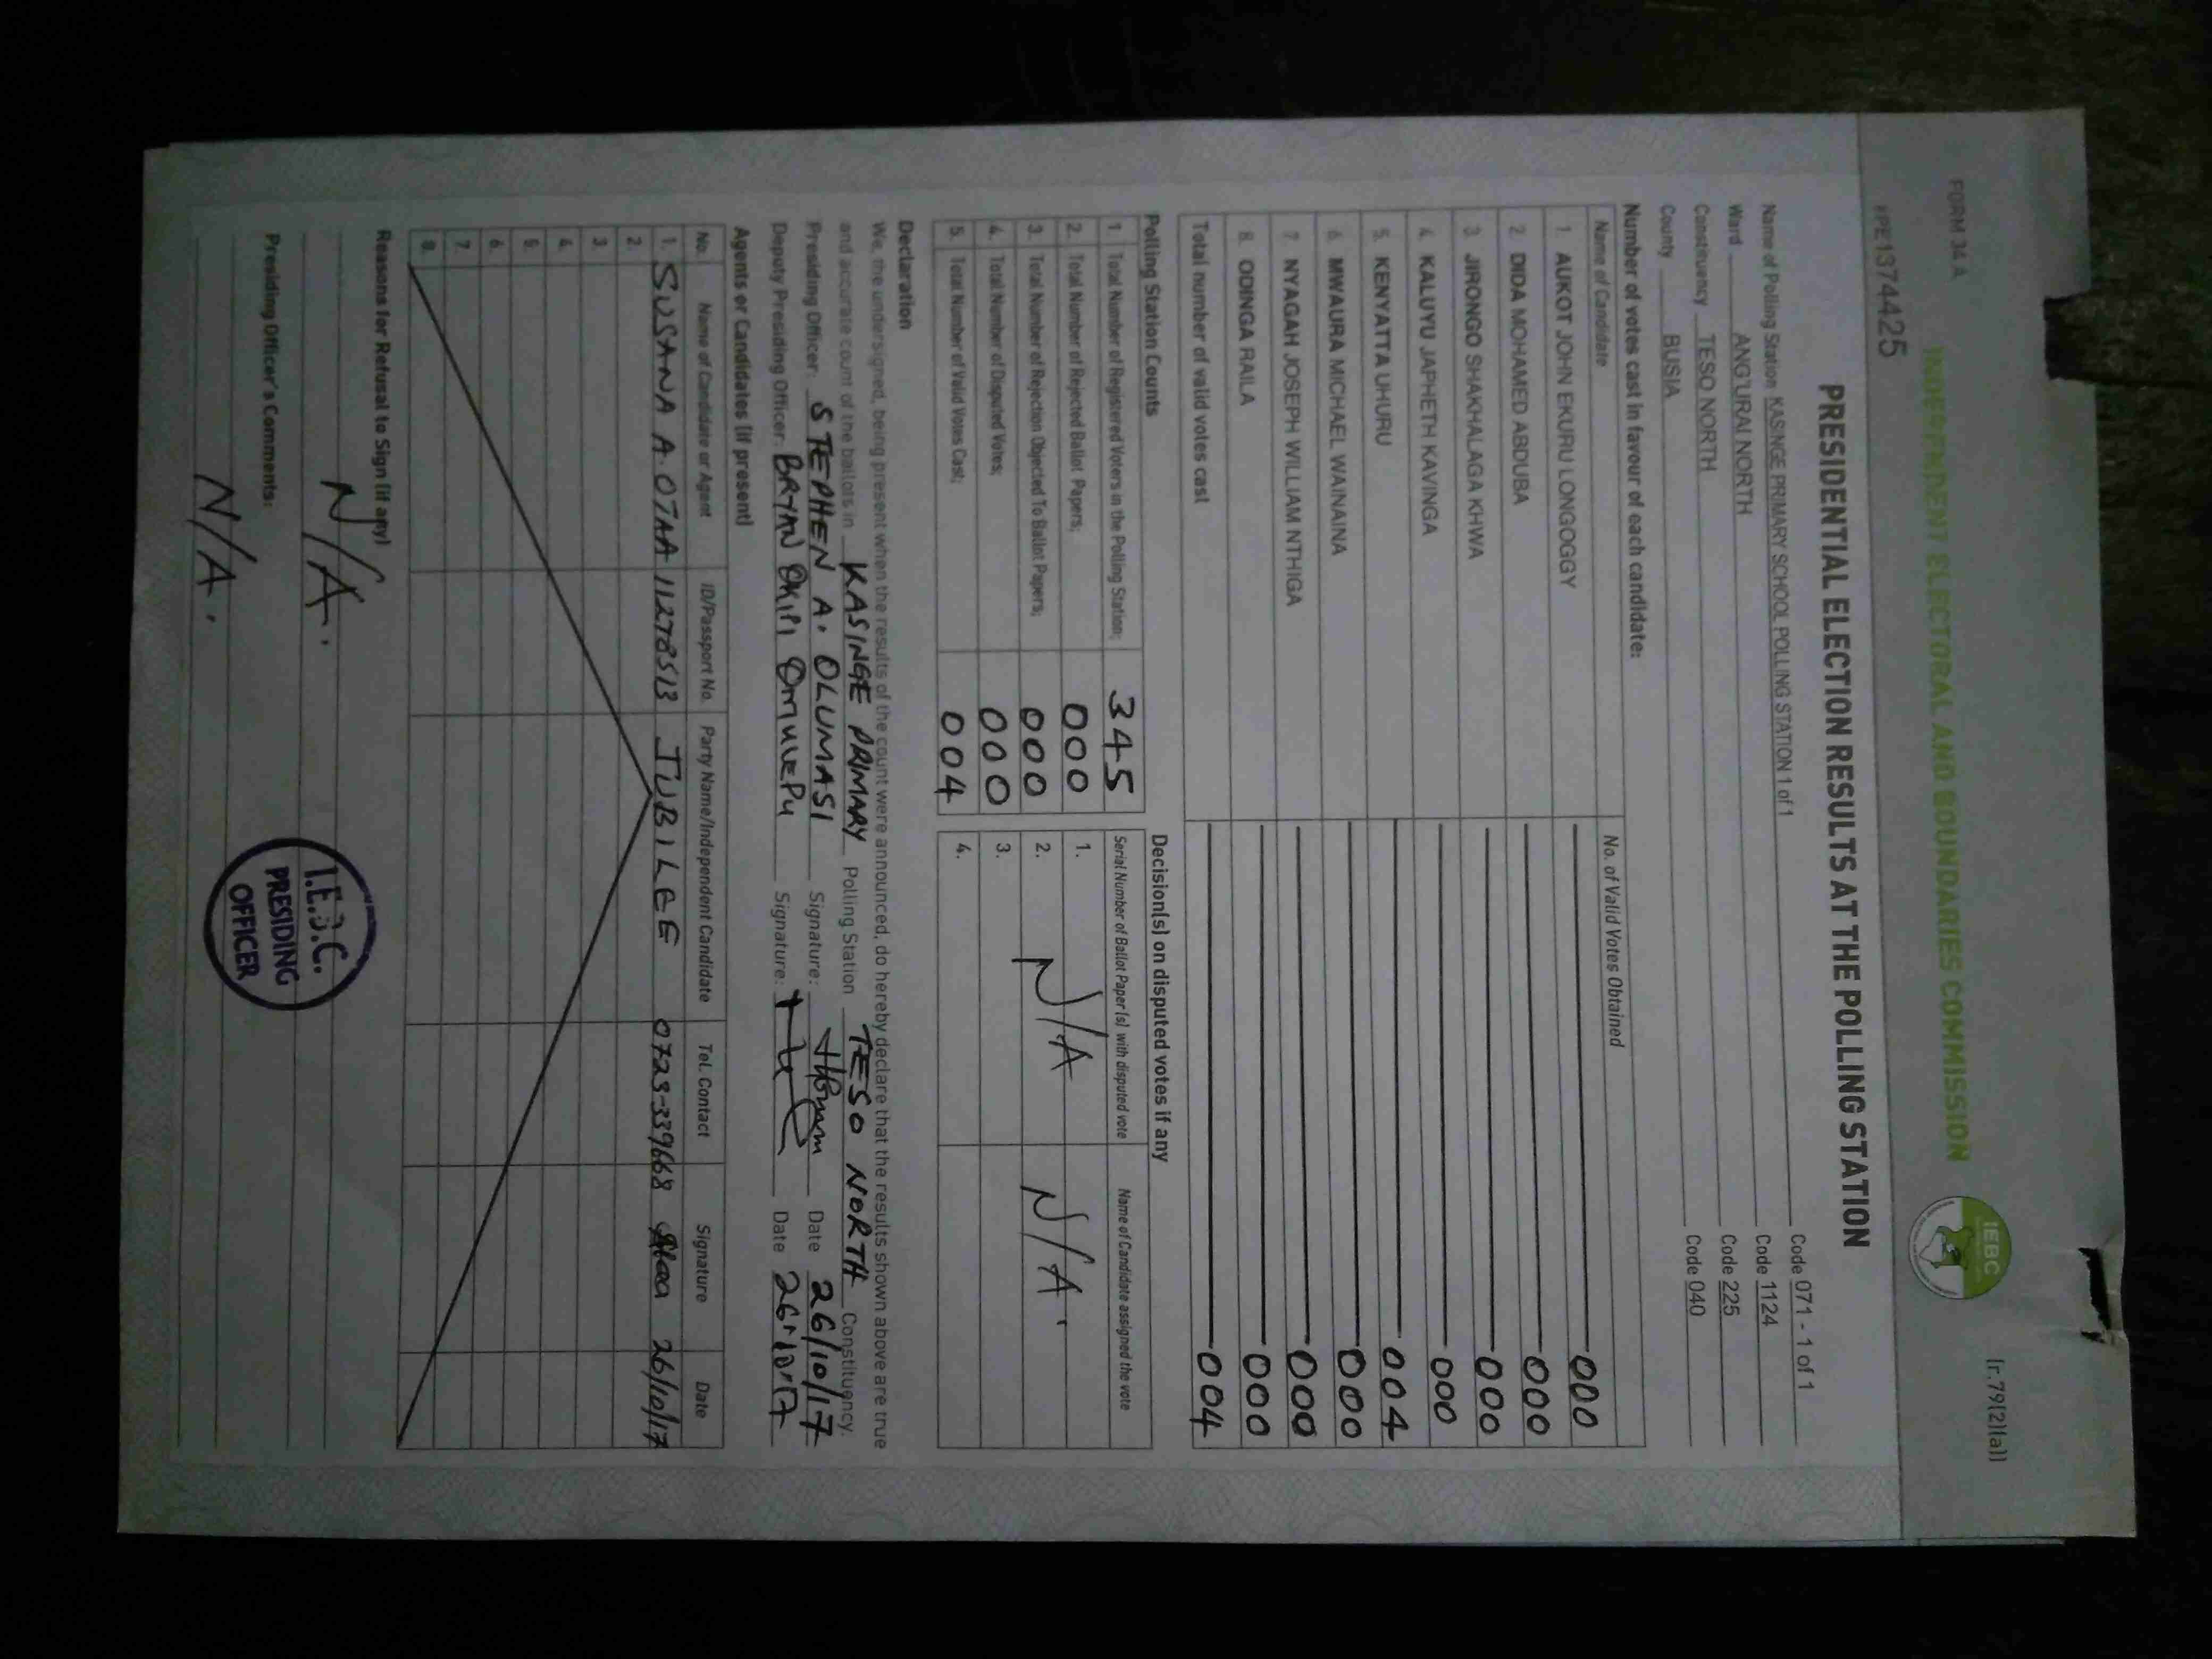 FORM 34 A
[r.79(2)(a)]
INDEPENDENT ELECTORAL AND BOUNDARIES COMMISSION
IEBC
#PE1374425
PRESIDENTIAL ELECTION RESULTS AT THE POLLING STATION
Name of Polling Station KASINGE PRIMARY SCHOOL POLLING STATION 1 of 1 Code 071 - 1 of 1
Ward ANG'URAI NORTH Code 1124
Constituency TESO NORTH Code 225
County BUSIA Code 040
Number of votes cast in favour of each candidate:
Name of Candidate No. of Valid Votes Obtained
1. AUKOT JOHN EKURU LONGOGGY 000
2. DIDA MOHAMED ABDUBA 000
3. JIRONGO SHAKHALAGA KHWA 000
4. KALUYU JAPHETH KAVINGA 000
5. KENYATTA UHURU 004
6. MWAURA MICHAEL WAINAINA 000
7. NYAGAH JOSEPH WILLIAM NTHIGA 000
8. ODINGA RAILA 000
Total number of valid votes cast 004
Polling Station Counts
1. Total Number of Registered Voters in the Polling Station; 345
2. Total Number of Rejected Ballot Papers; 000
3. Total Number of Rejection Objected To Ballot Papers; 000
4. Total Number of Disputed Votes; 000
5. Total Number of Valid Votes Cast; 004
Decision(s) on disputed votes if any
Serial Number of Ballot Paper(s) with disputed vote Name of Candidate assigned the vote
1.
2. N/A N/A.
3.
4.
Declaration
We, the undersigned, being present when the results of the count were announced, do hereby declare that the results shown above are true
and accurate count of the ballots in KASINGE PRIMARY Polling Station TESO NORTH Constituency.
Presiding Officer: STEPHEN A. OLUMASI Signature: Date 26/10/17
Deputy Presiding Officer: Signature: Date 26/10/17
Agents or Candidates (if present)
No. Name of Candidate or Agent ID/Passport No. Party Name/Independent Candidate Tel. Contact Signature Date
1. SUSANA A. OTAA 11278513 JUBILEE 0723-339668 26/10/17
2.
3.
4.
5.
6.
7.
8.
Reasons for Refusal to Sign (if any)
N/A.
Presiding Officer's Comments:
N/A.
I.E.B.C.
PRESIDING
OFFICER